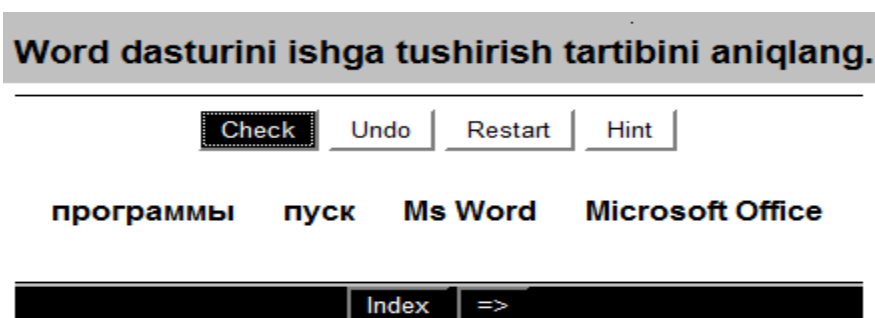 Word dasturini ishga tushirish tartibini aniqlang.
Check Undo Restart Hint
программы пуск Ms Word Microsoft Office
Index =>